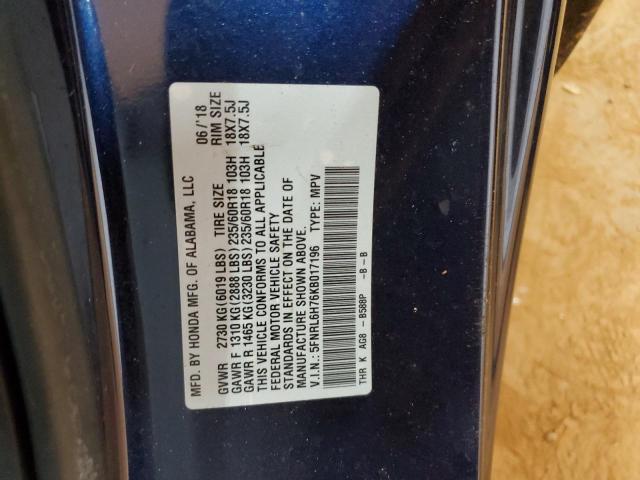 MFD. BY HONDA MFG. OF ALABAMA, LLC 06/'18
GVWR 2730 KG (6019 LBS) TIRE SIZE RIM SIZE
GAWR F 1310 KG (2888 LBS) 235/60R18 103H 18X7.5J
GAWR R 1465 KG (3230 LBS) 235/60R18 103H 18X7.5J
THIS VEHICLE CONFORMS TO ALL APPLICABLE
FEDERAL MOTOR VEHICLE SAFETY
STANDARDS IN EFFECT ON THE DATE OF
MANUFACTURE SHOWN ABOVE.
V.I.N.: 5FNRL6H76KB017196 TYPE: MPV
THR K AG8 - B588P - B - B